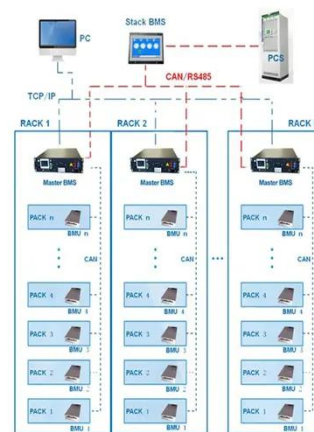 PC
Stack BMS
PCS
CAN/RS485
TCP/IP
RACK 1
RACK 2
RACK
Master BMS
Master BMS
Master BMS
PACK n
BMU n
PACK n
BMU n
PACK n
BMU n
CAN
CAN
CAN
PACK 4
BMU 4
PACK 4
BMU 4
PACK 4
BMU 4
PACK 3
BMU 3
PACK 3
BMU 3
PACK 3
BMU 3
PACK 2
BMU 2
PACK 2
BMU 2
PACK 2
BMU 2
PACK 1
BMU 1
PACK 1
BMU 1
PACK 1
BMU 1